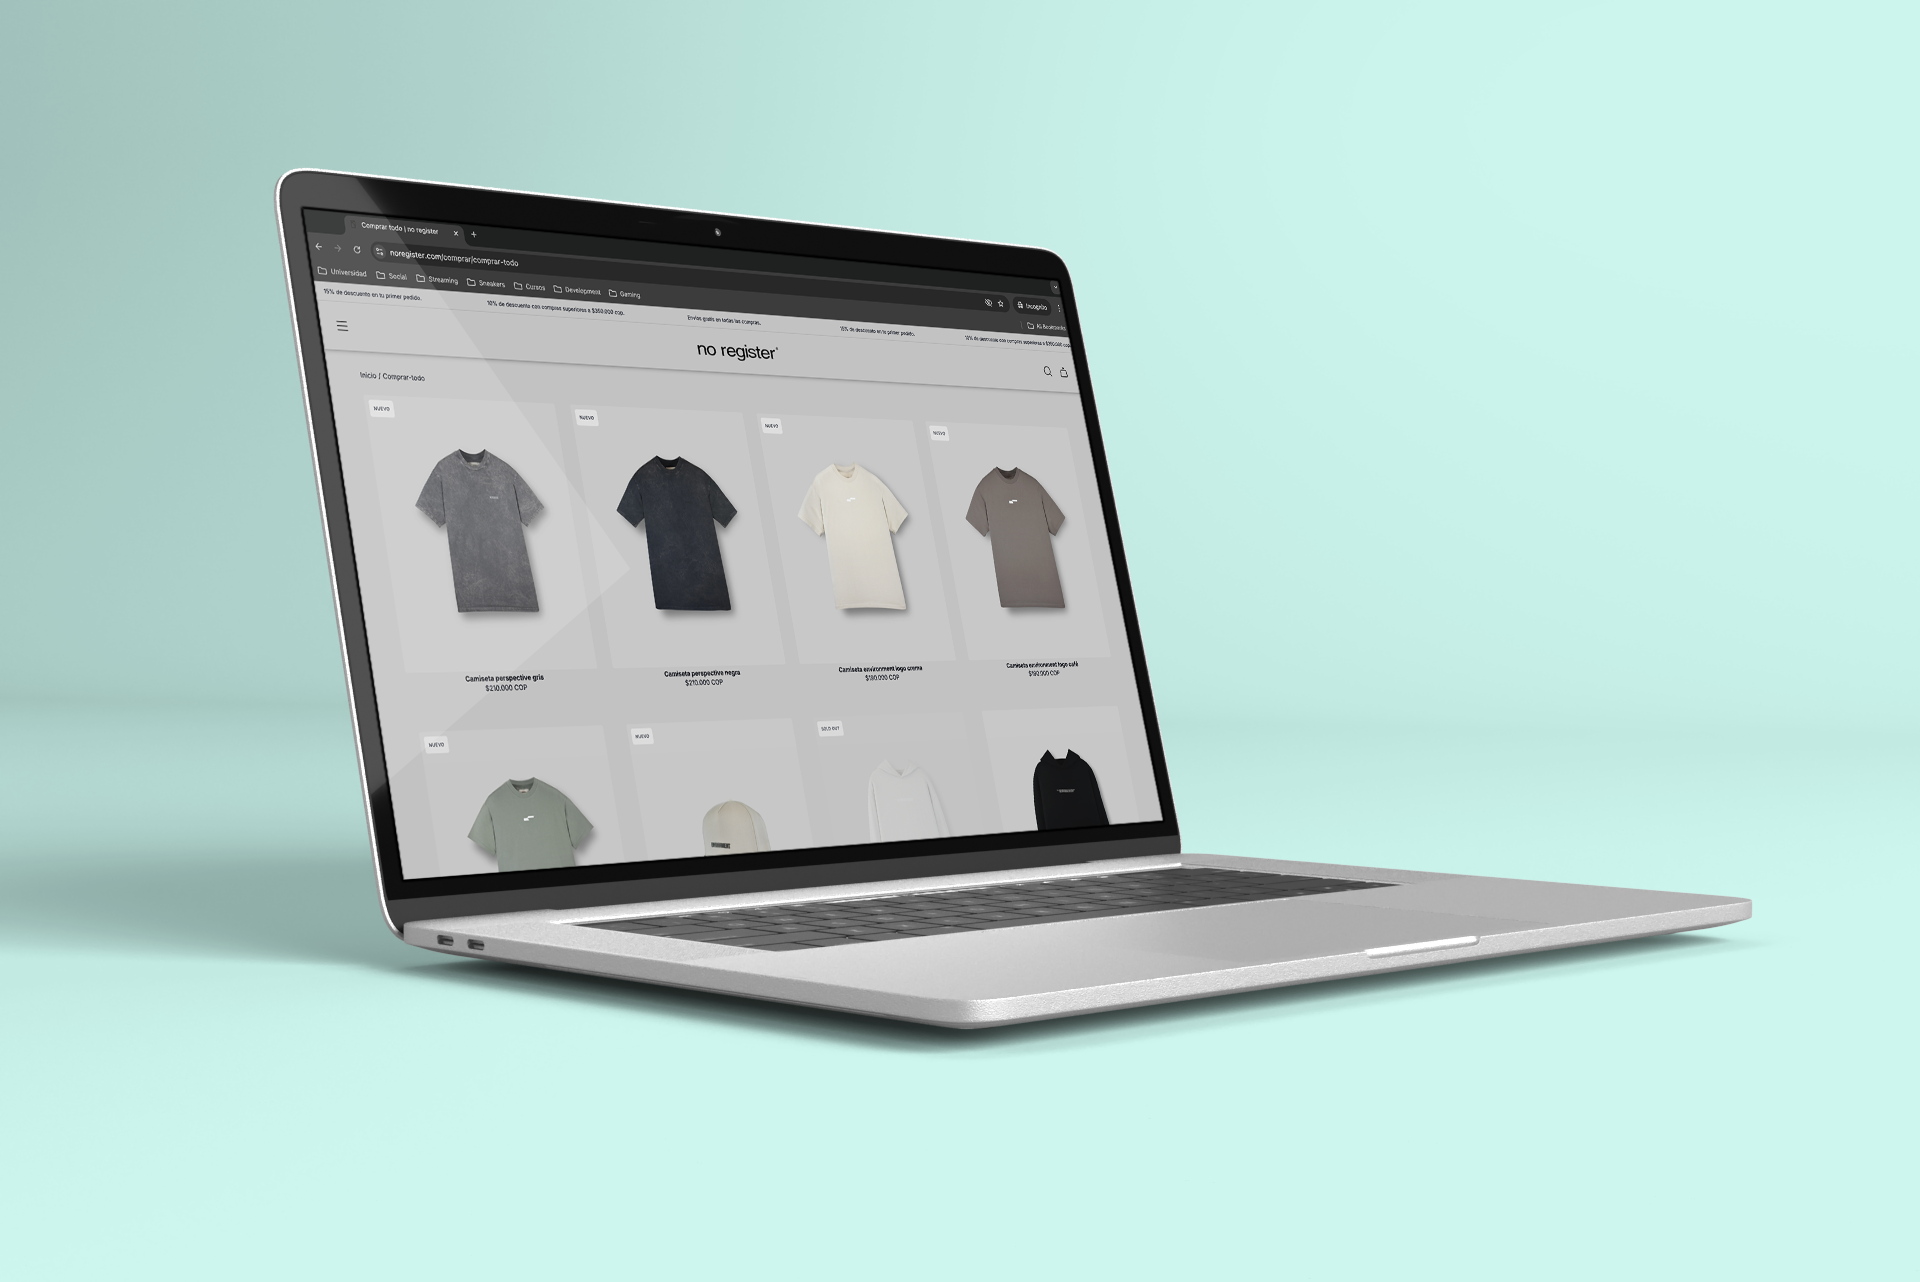 Comprar todo | no register
noregister.com/comprar/comprar-todo
Incognito
Universidad Social Streaming Sneakers Cursos Development Gaming
All Bookmarks
15% de descuento en tu primer pedido. 10% de descuento con compras superiores a $350.000 cop. Envíos gratis en todas las compras. 15% de descuento en tu primer pedido. 10% de descuento con compras superiores a $350.000 cop.
no register
Inicio / Comprar-todo
NUEVO NUEVO NUEVO NUEVO
Camiseta perspective gris Camiseta perspective negra Camiseta environment logo crema Camiseta environment logo café
$210.000 COP $210.000 COP $180.000 COP $180.000 COP
NUEVO NUEVO SOLD OUT